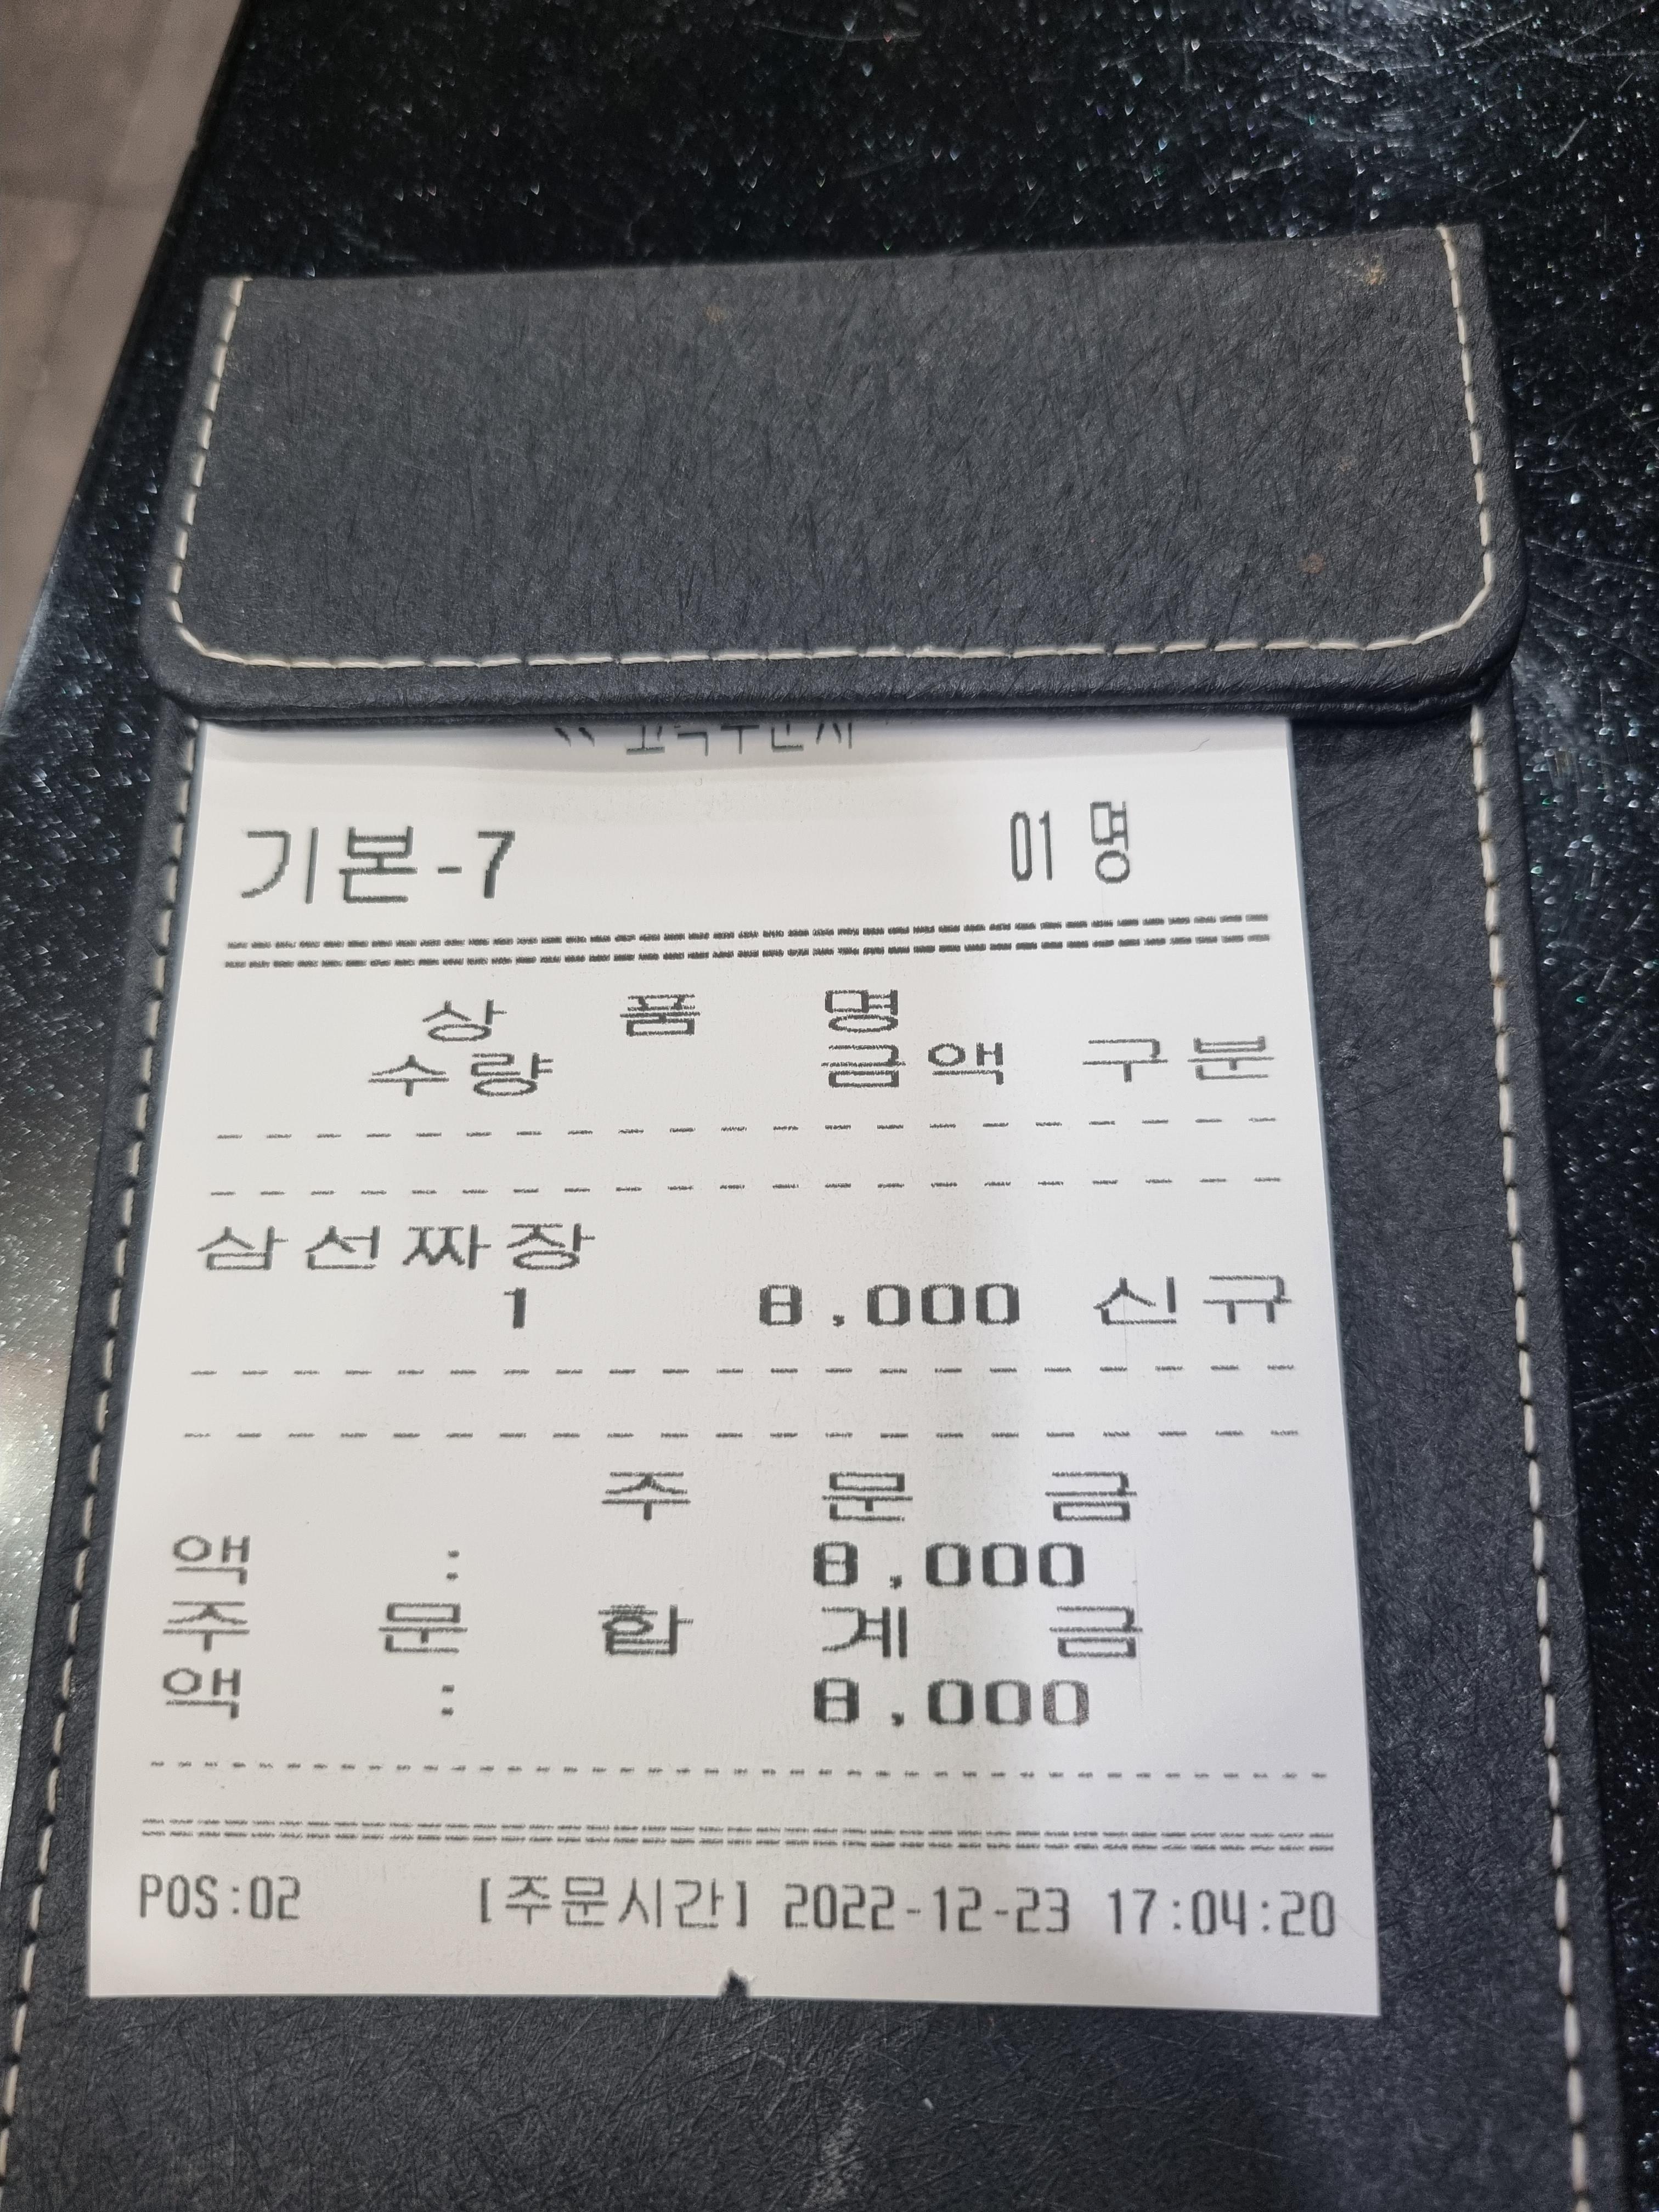 기본-7 01 명
상 품 명
수량 금액 구분
삼선짜장
1 8,000 신규
주 문 금
액 : 8,000
주 문 합 계 금
액 : 8,000
POS:02 [주문시간] 2022-12-23 17:04:20